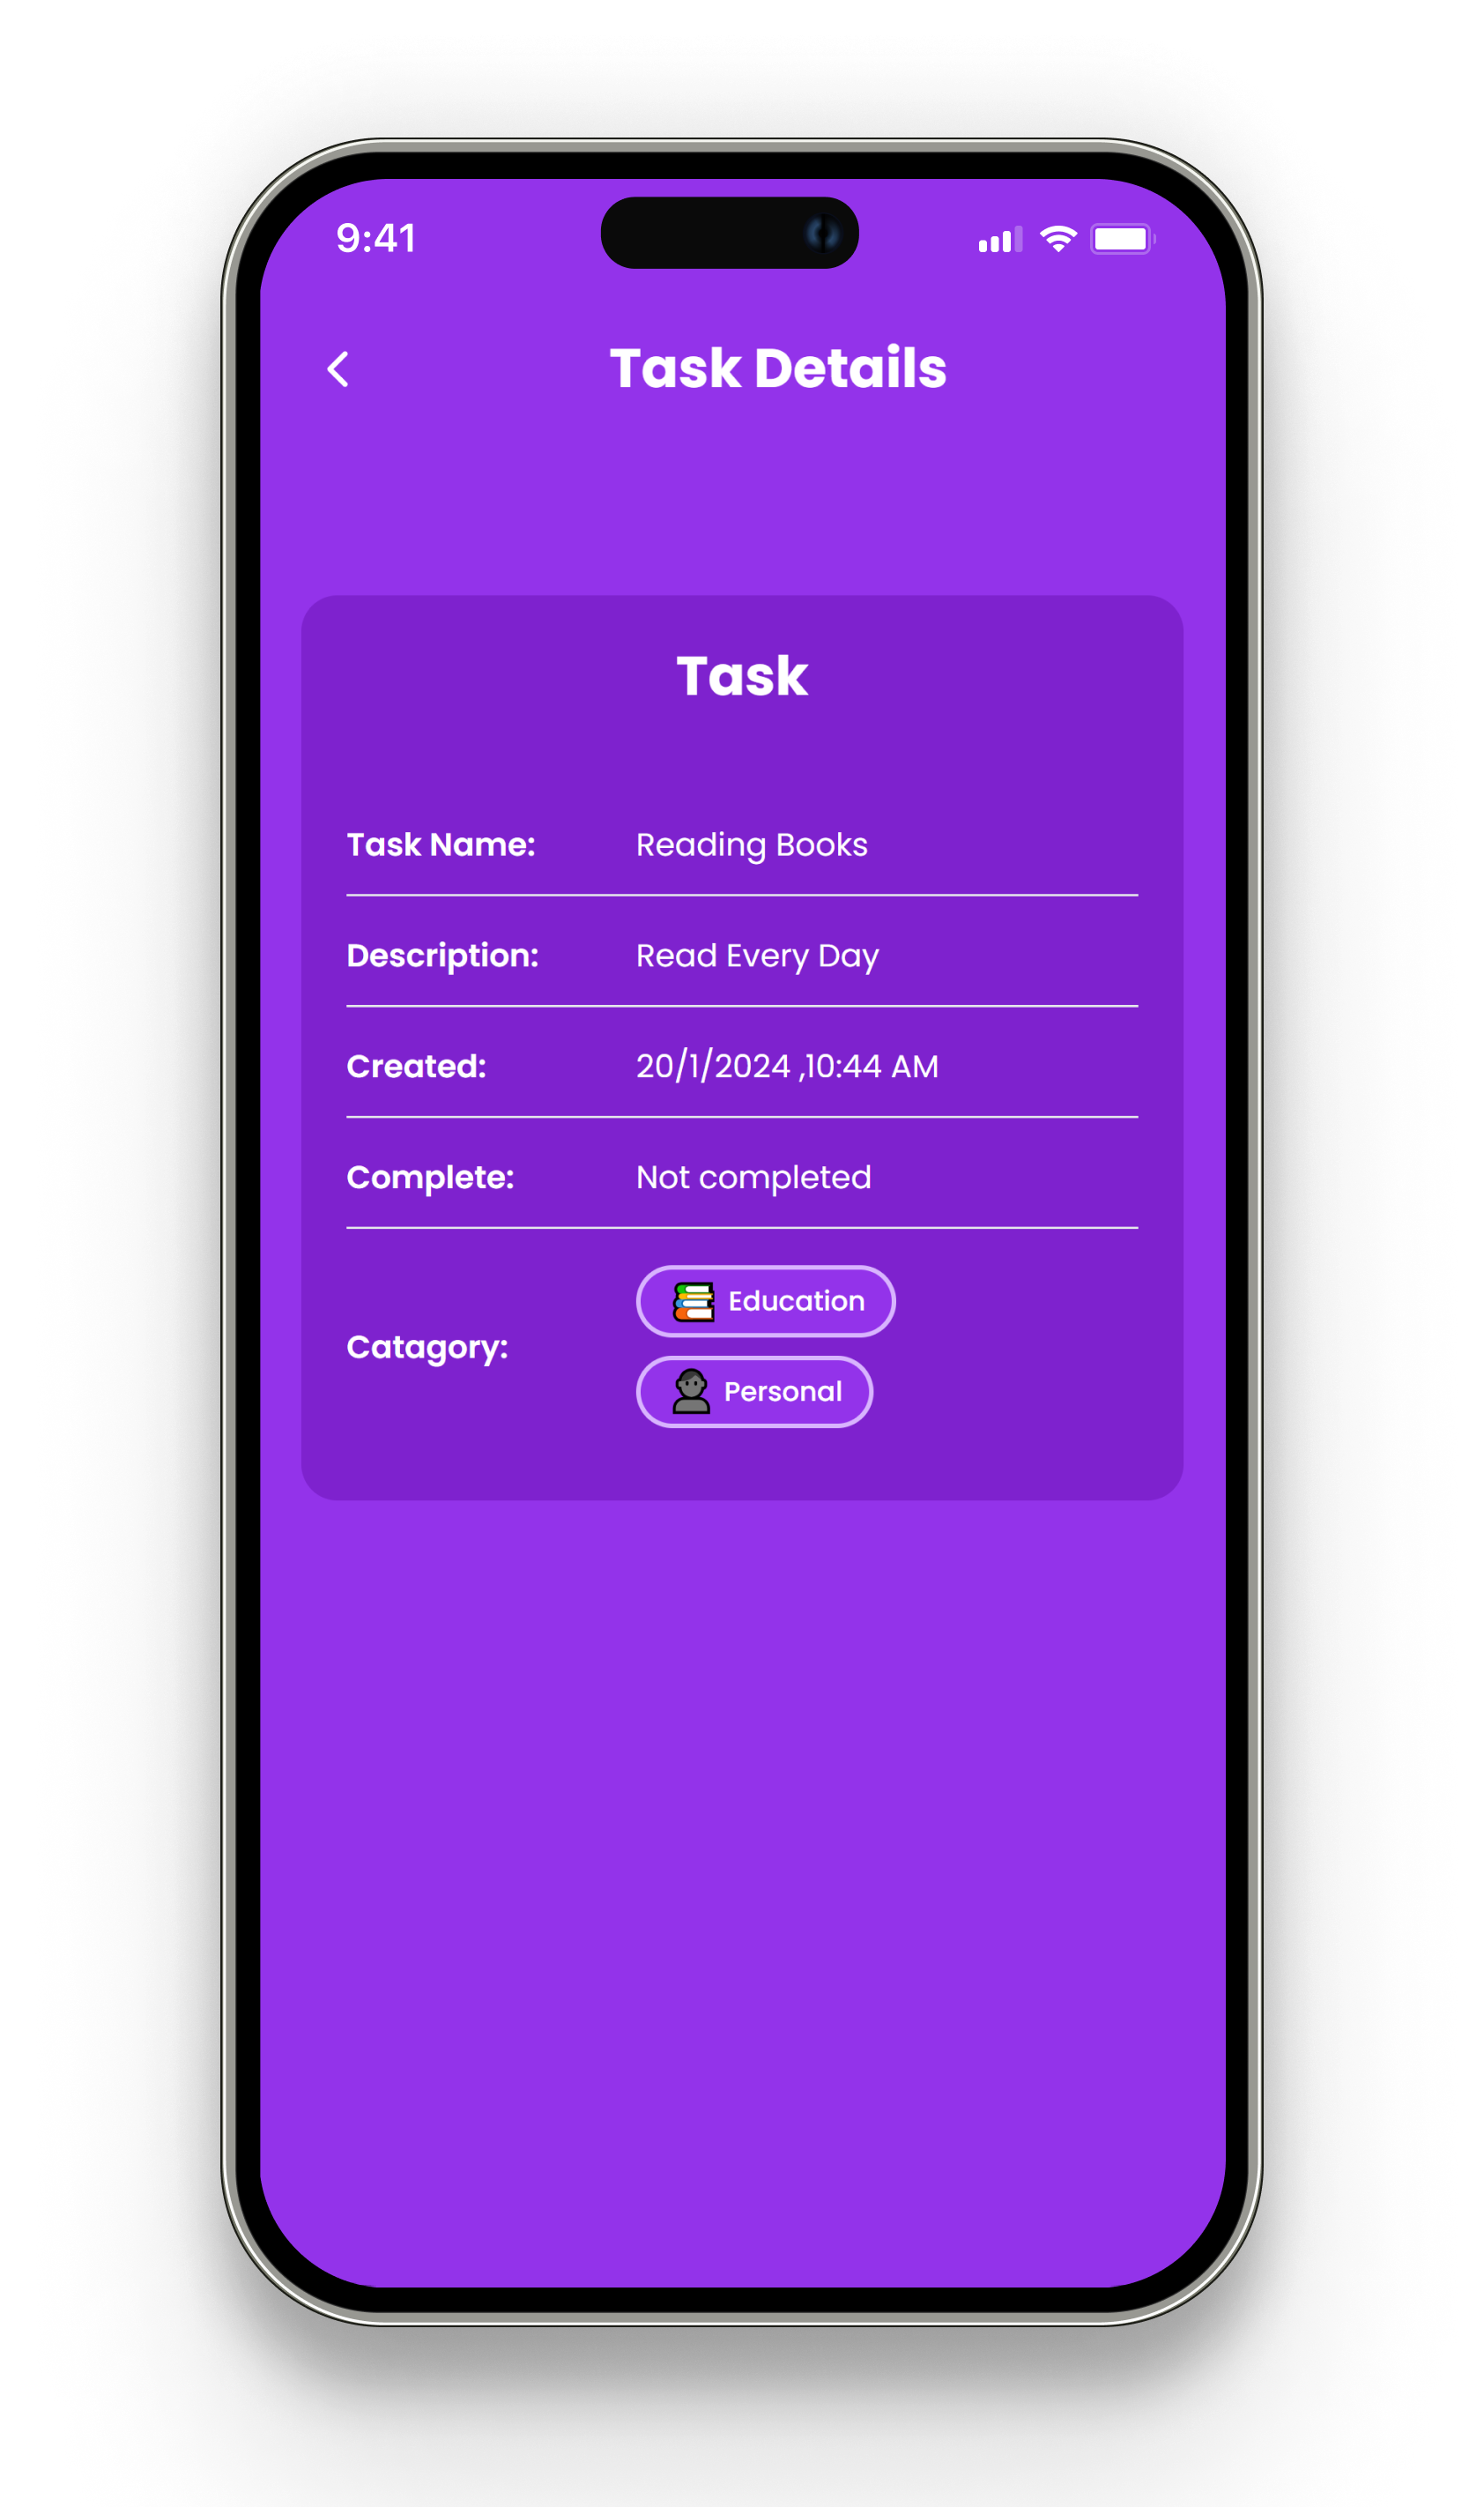 9:41
Task Details
Task
Task Name: Reading Books
Description: Read Every Day
Created: 20/1/2024 ,10:44 AM
Complete: Not completed
Education
Catagory:
Personal